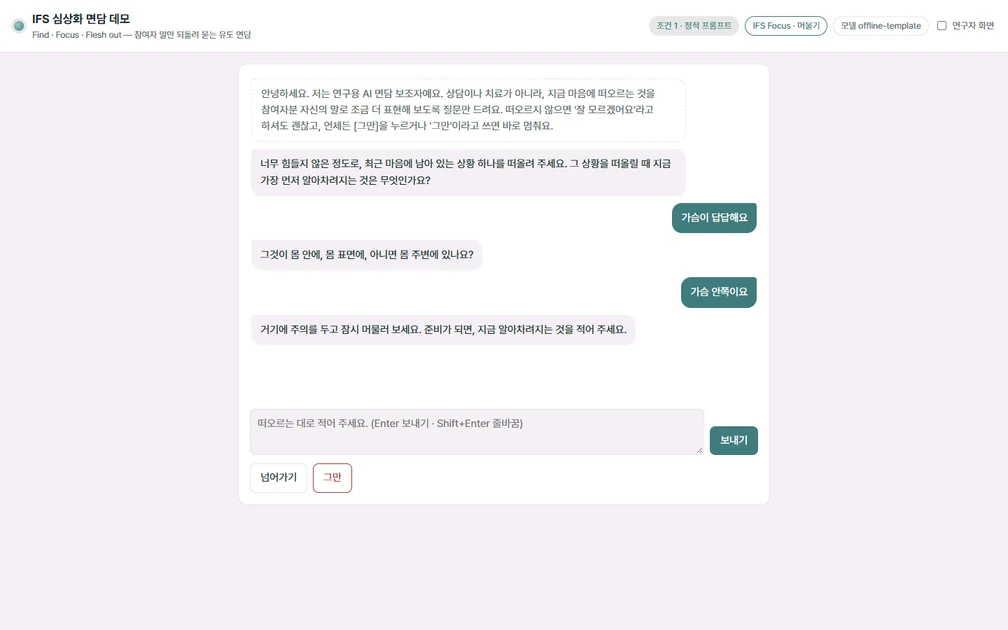 IFS 심상화 면담 데모
Find · Focus · Flesh out — 참여자 말만 되돌려 묻는 유도 면담
조건 1 · 정적 프롬프트
IFS Focus · 머물기
모델 offline-template
연구자 화면
안녕하세요. 저는 연구용 AI 면담 보조자예요. 상담이나 치료가 아니라, 지금 마음에 떠오르는 것을
참여자분 자신의 말로 조금 더 표현해 보도록 질문만 드려요. 떠오르지 않으면 '잘 모르겠어요'라고
하셔도 괜찮고, 언제든 [그만]을 누르거나 '그만'이라고 쓰면 바로 멈춰요.
너무 힘들지 않은 정도로, 최근 마음에 남아 있는 상황 하나를 떠올려 주세요. 그 상황을 떠올릴 때 지금
가장 먼저 알아차려지는 것은 무엇인가요?
가슴이 답답해요
그것이 몸 안에, 몸 표면에, 아니면 몸 주변에 있나요?
가슴 안쪽이요
거기에 주의를 두고 잠시 머물러 보세요. 준비가 되면, 지금 알아차려지는 것을 적어 주세요.
떠오르는 대로 적어 주세요. (Enter 보내기 · Shift+Enter 줄바꿈)
보내기
넘어가기
그만